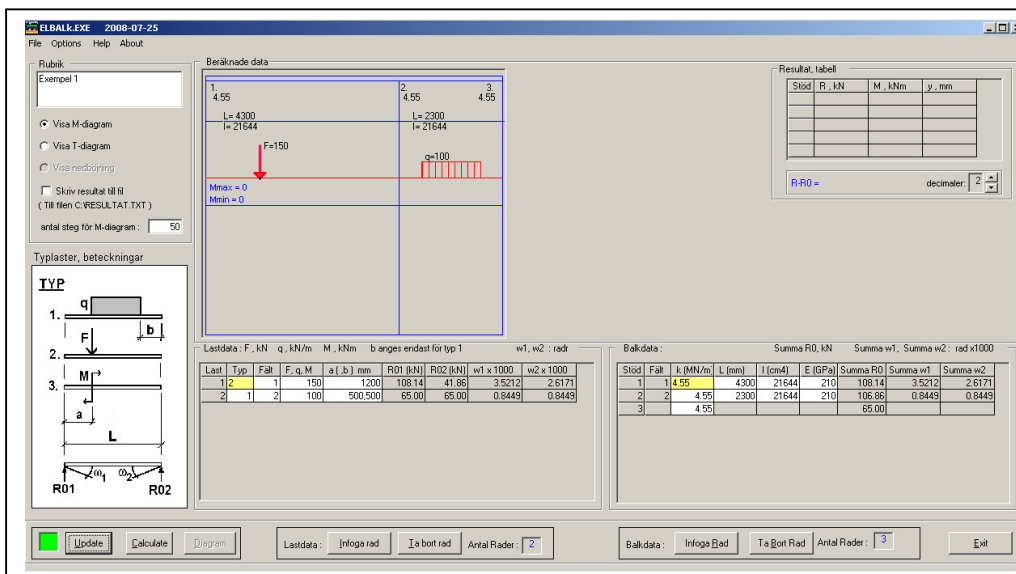 ELBALk.EXE 2008-07-25
File Options Help About
Rubrik
Exempel 1
Visa M-diagram
Visa T-diagram
Visa nedböjning
Skriv resultat till fil
( Till filen C:\RESULTAT.TXT )
antal steg för M-diagram : 50
Typlaster, beteckningar
TYP
q
1.
b
F
2.
M
3.
a
L
ω1 ω2
R01 R02
Beräknade data
1. 2. 3.
4.55 4.55 4.55
L= 4300 L= 2300
I= 21644 I= 21644
F=150
q=100
Mmax = 0
Mmin = 0
Resultat, tabell
Stöd R , kN M , kNm y , mm
R-R0 = decimaler: 2
Lastdata : F , kN q , kN/m M , kNm b anges endast för typ 1 w1, w2 : radr
Last Typ Fält F, q, M a ( ,b ) mm R01 (kN) R02 (kN) w1 x 1000 w2 x 1000
1 2 1 150 1200 108.14 41.86 3.5212 2.6171
2 1 2 100 500,500 65.00 65.00 0.8449 0.8449
Balkdata : Summa R0, kN Summa w1, Summa w2 : rad x1000
Stöd Fält k (MN/m L (mm) I (cm4) E (GPa) Summa R0 Summa w1 Summa w2
1 1 4.55 4300 21644 210 108.14 3.5212 2.6171
2 2 4.55 2300 21644 210 106.86 0.8449 0.8449
3 4.55 65.00
Update Calculate Diagram
Lastdata : Infoga rad Ta bort rad Antal Rader : 2
Balkdata : Infoga Rad Ta Bort Rad Antal Rader : 3
Exit